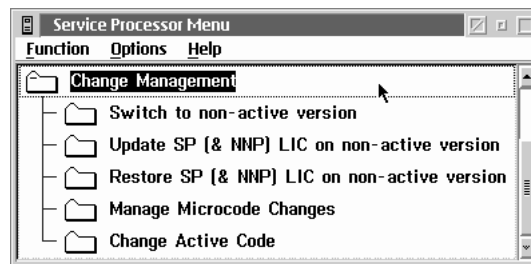 Service Processor Menu
Function Options Help
Change Management
Switch to non-active version
Update SP (& NNP) LIC on non-active version
Restore SP (& NNP) LIC on non-active version
Manage Microcode Changes
Change Active Code